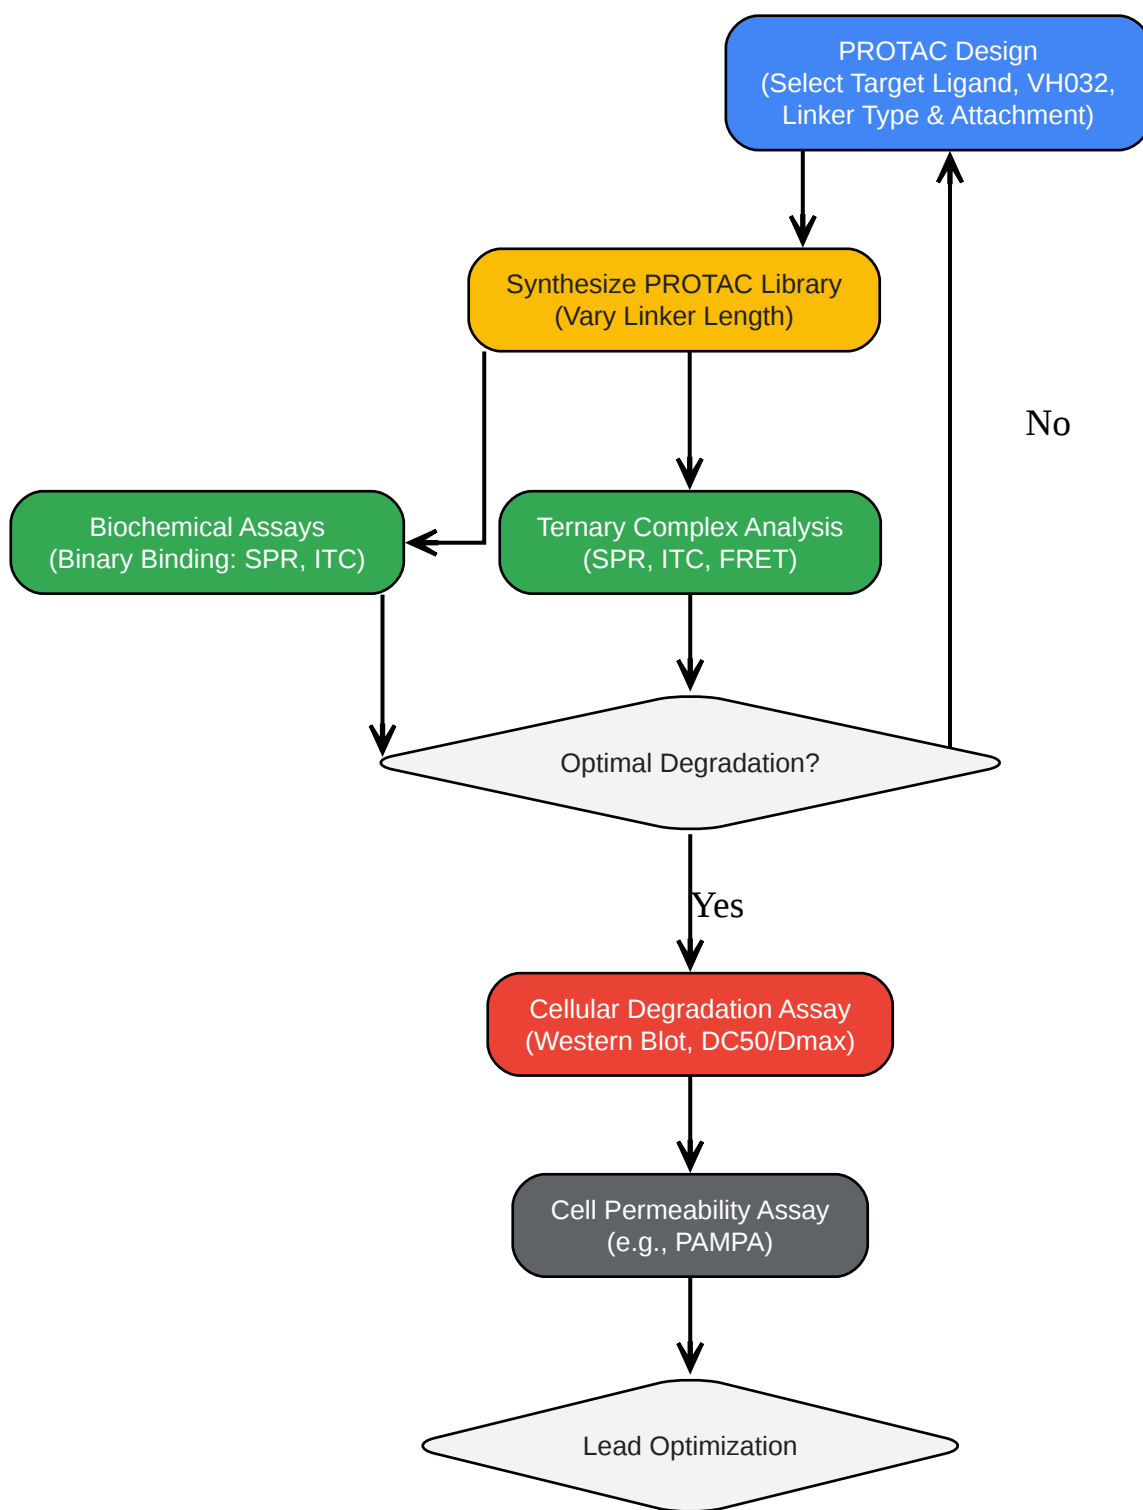 PROTAC Design
(Select Target Ligand, VH032,
Linker Type & Attachment)
Synthesize PROTAC Library
(Vary Linker Length)
No
Biochemical Assays
(Binary Binding: SPR, ITC)
Ternary Complex Analysis
(SPR, ITC, FRET)
Optimal Degradation?
Yes
Cellular Degradation Assay
(Western Blot, DC50/Dmax)
Cell Permeability Assay
(e.g., PAMPA)
Lead Optimization